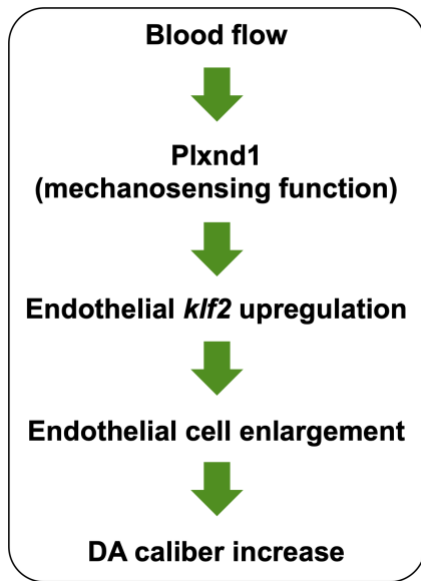 Blood flow
Plxnd1
(mechanosensing function)
Endothelial klf2 upregulation
Endothelial cell enlargement
DA caliber increase